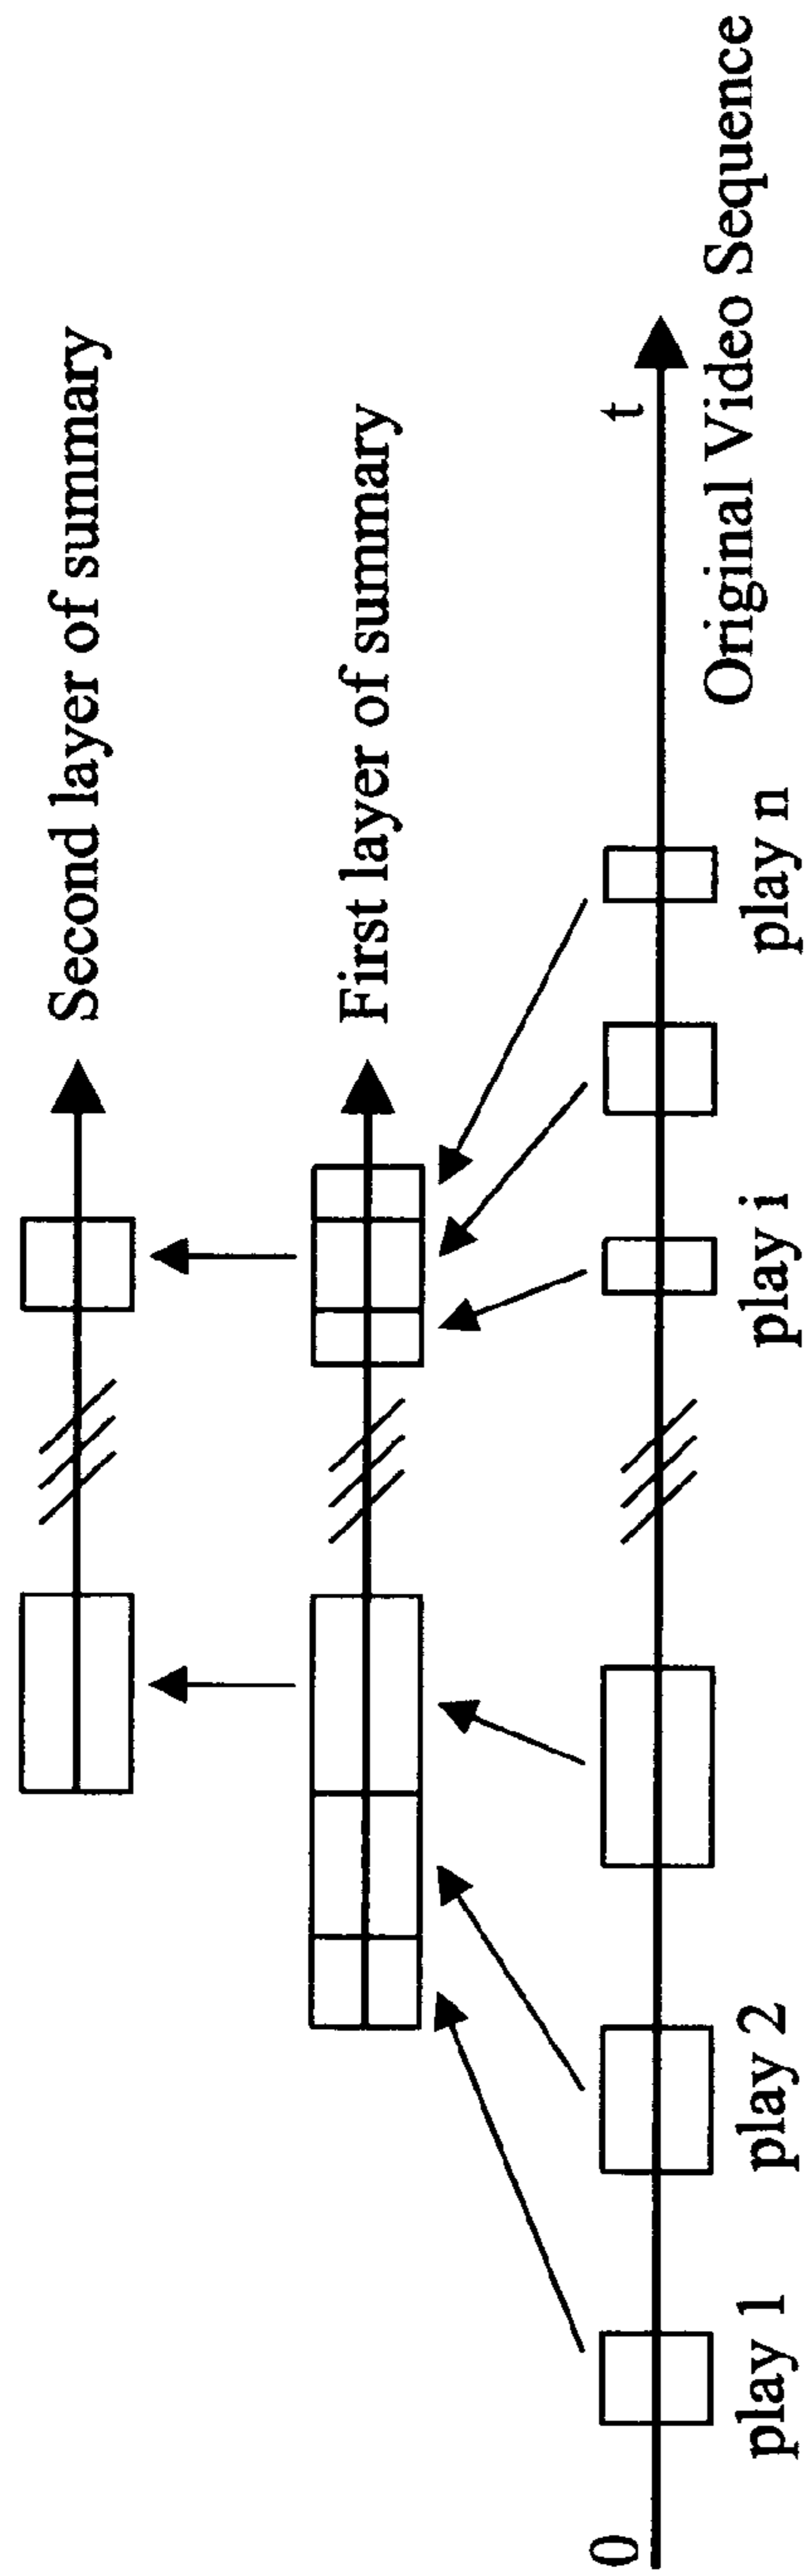 Second layer of summary
First layer of summary
0
t
play 1
play 2
play i
play n
Original Video Sequence